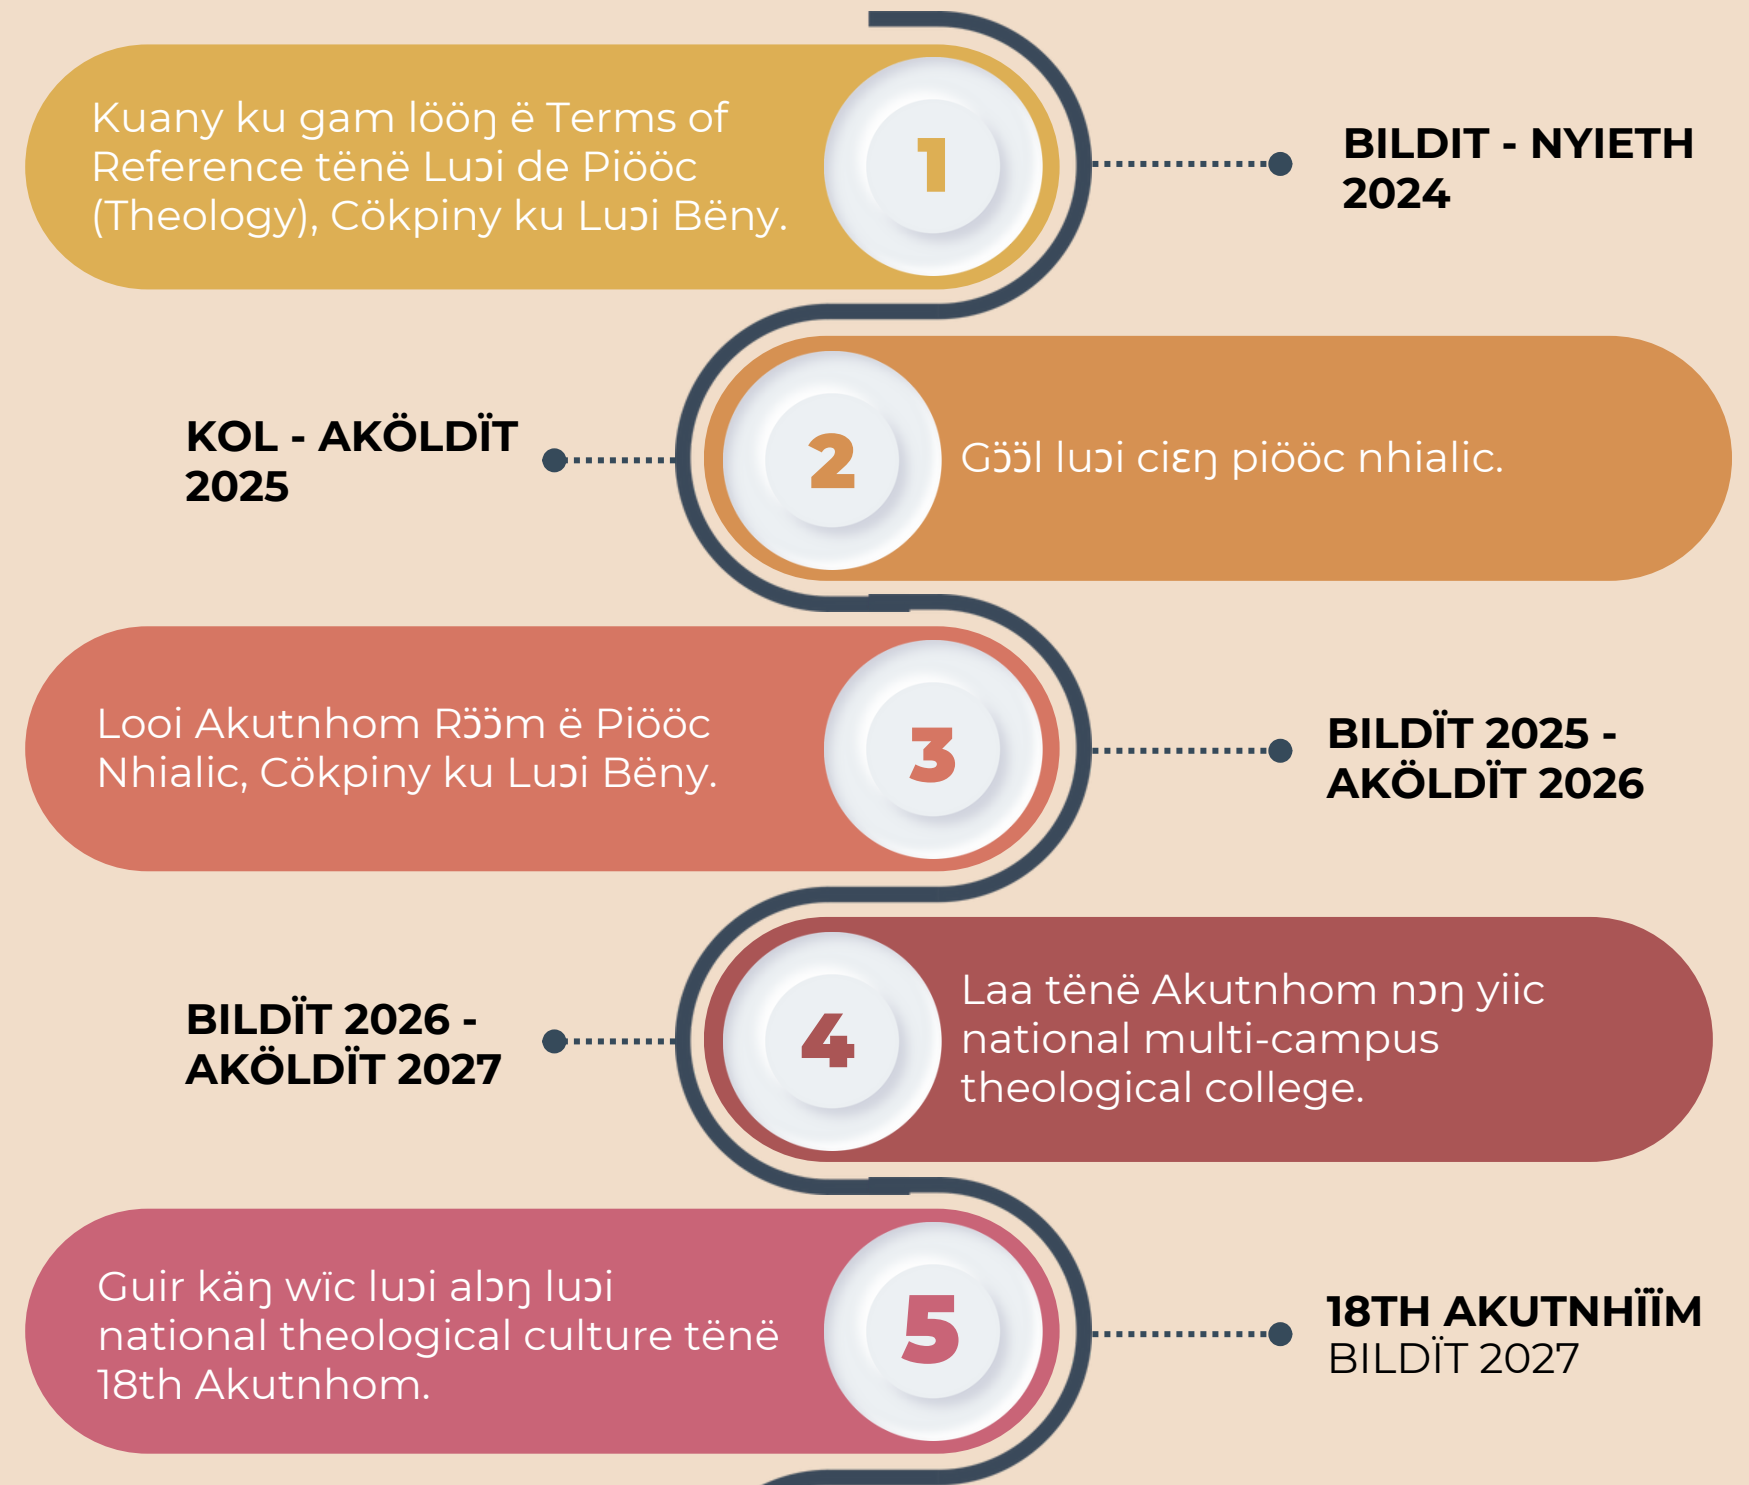 Kuany ku gam lööŋ ë Terms of
Reference tënë Luɔi de Piööc
(Theology), Cökpiny ku Luɔi Bëny.
1
BILDIT - NYIETH
2024
KOL - AKÖLDÏT
2025
2
Gɔ̈ɔ̈l luɔi ciɛŋ piööc nhialic.
Looi Akutnhom Rɔ̈ɔ̈m ë Piööc
Nhialic, Cökpiny ku Luɔi Bëny.
3
BILDÏT 2025 -
AKÖLDÏT 2026
BILDÏT 2026 -
AKÖLDÏT 2027
4
Laa tënë Akutnhom nɔŋ yiic
national multi-campus
theological college.
Guir käŋ wïc luɔi alɔŋ luɔi
national theological culture tënë
18th Akutnhom.
5
18TH AKUTNHÏÏM
BILDÏT 2027